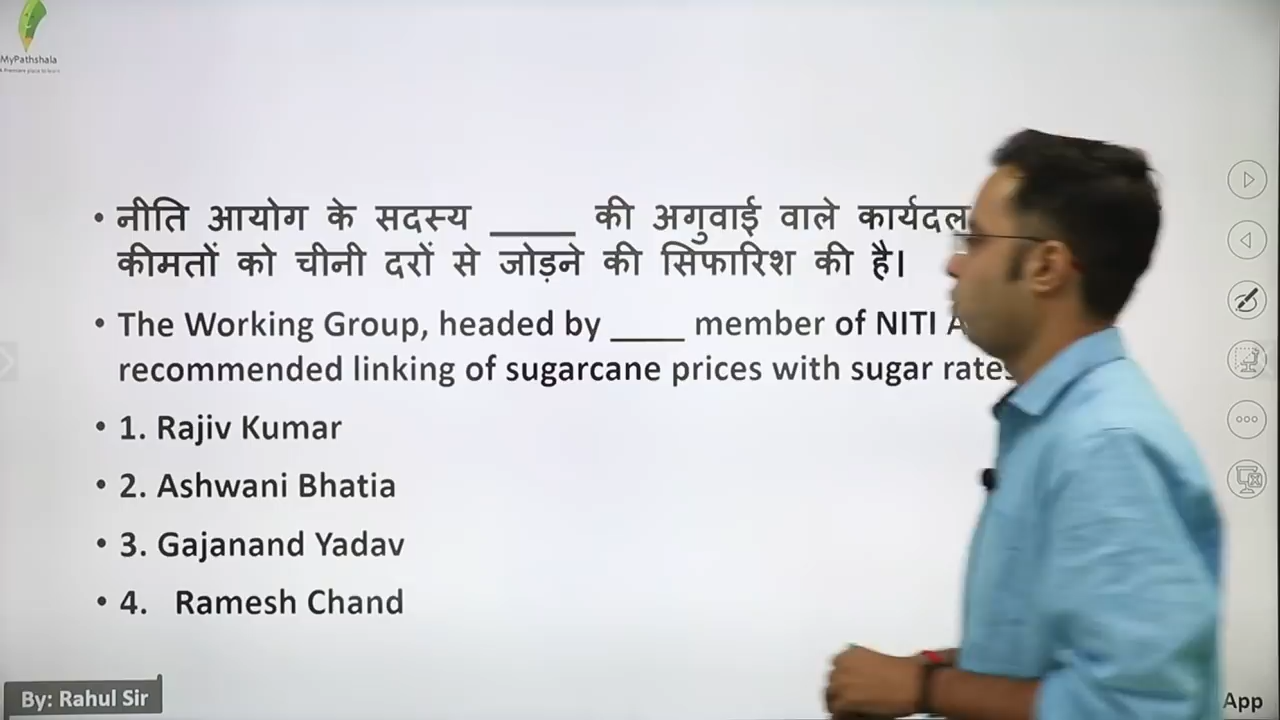 MyPathshala
नीति आयोग के सदस्य _____ की अगुवाई वाले कार्यदल
कीमतों को चीनी दरों से जोड़ने की सिफारिश की है।
The Working Group, headed by ____ member of NITI
recommended linking of sugarcane prices with sugar rates
1. Rajiv Kumar
2. Ashwani Bhatia
3. Gajanand Yadav
4. Ramesh Chand
By: Rahul Sir
App